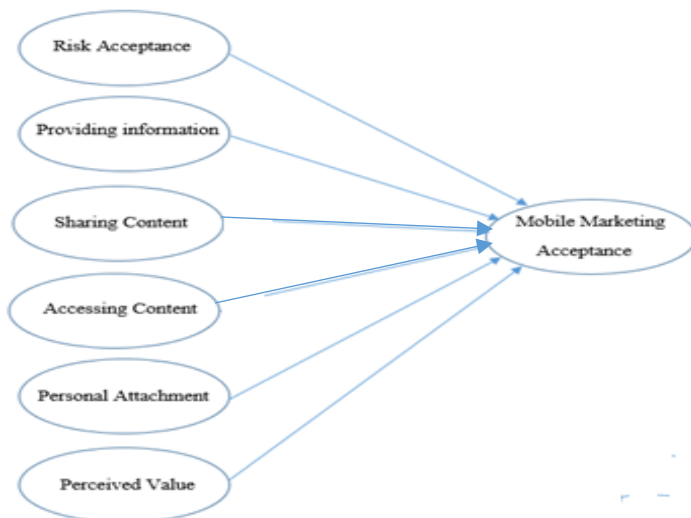 Risk Acceptance
Providing information
Sharing Content
Accessing Content
Personal Attachment
Perceived Value
Mobile Marketing
Acceptance